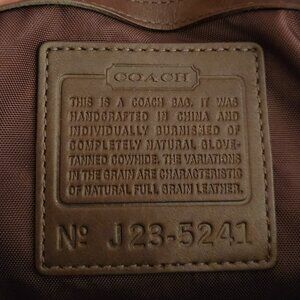 COACH
THIS IS A COACH BAG. IT WAS
HANDCRAFTED IN CHINA AND
INDIVIDUALLY BURNISHED OF
COMPLETELY NATURAL GLOVE-
TANNED COWHIDE. THE VARIATIONS
IN THE GRAIN ARE CHARACTERISTIC
OF NATURAL FULL GRAIN LEATHER.
Nº J23-5241